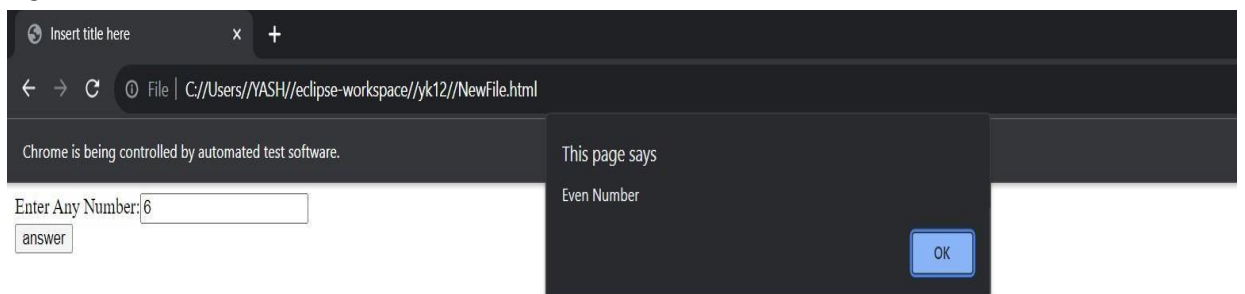 Insert title here
File | C://Users//YASH//eclipse-workspace//yk12//NewFile.html
Chrome is being controlled by automated test software.
This page says
Even Number
OK
Enter Any Number: 6
answer